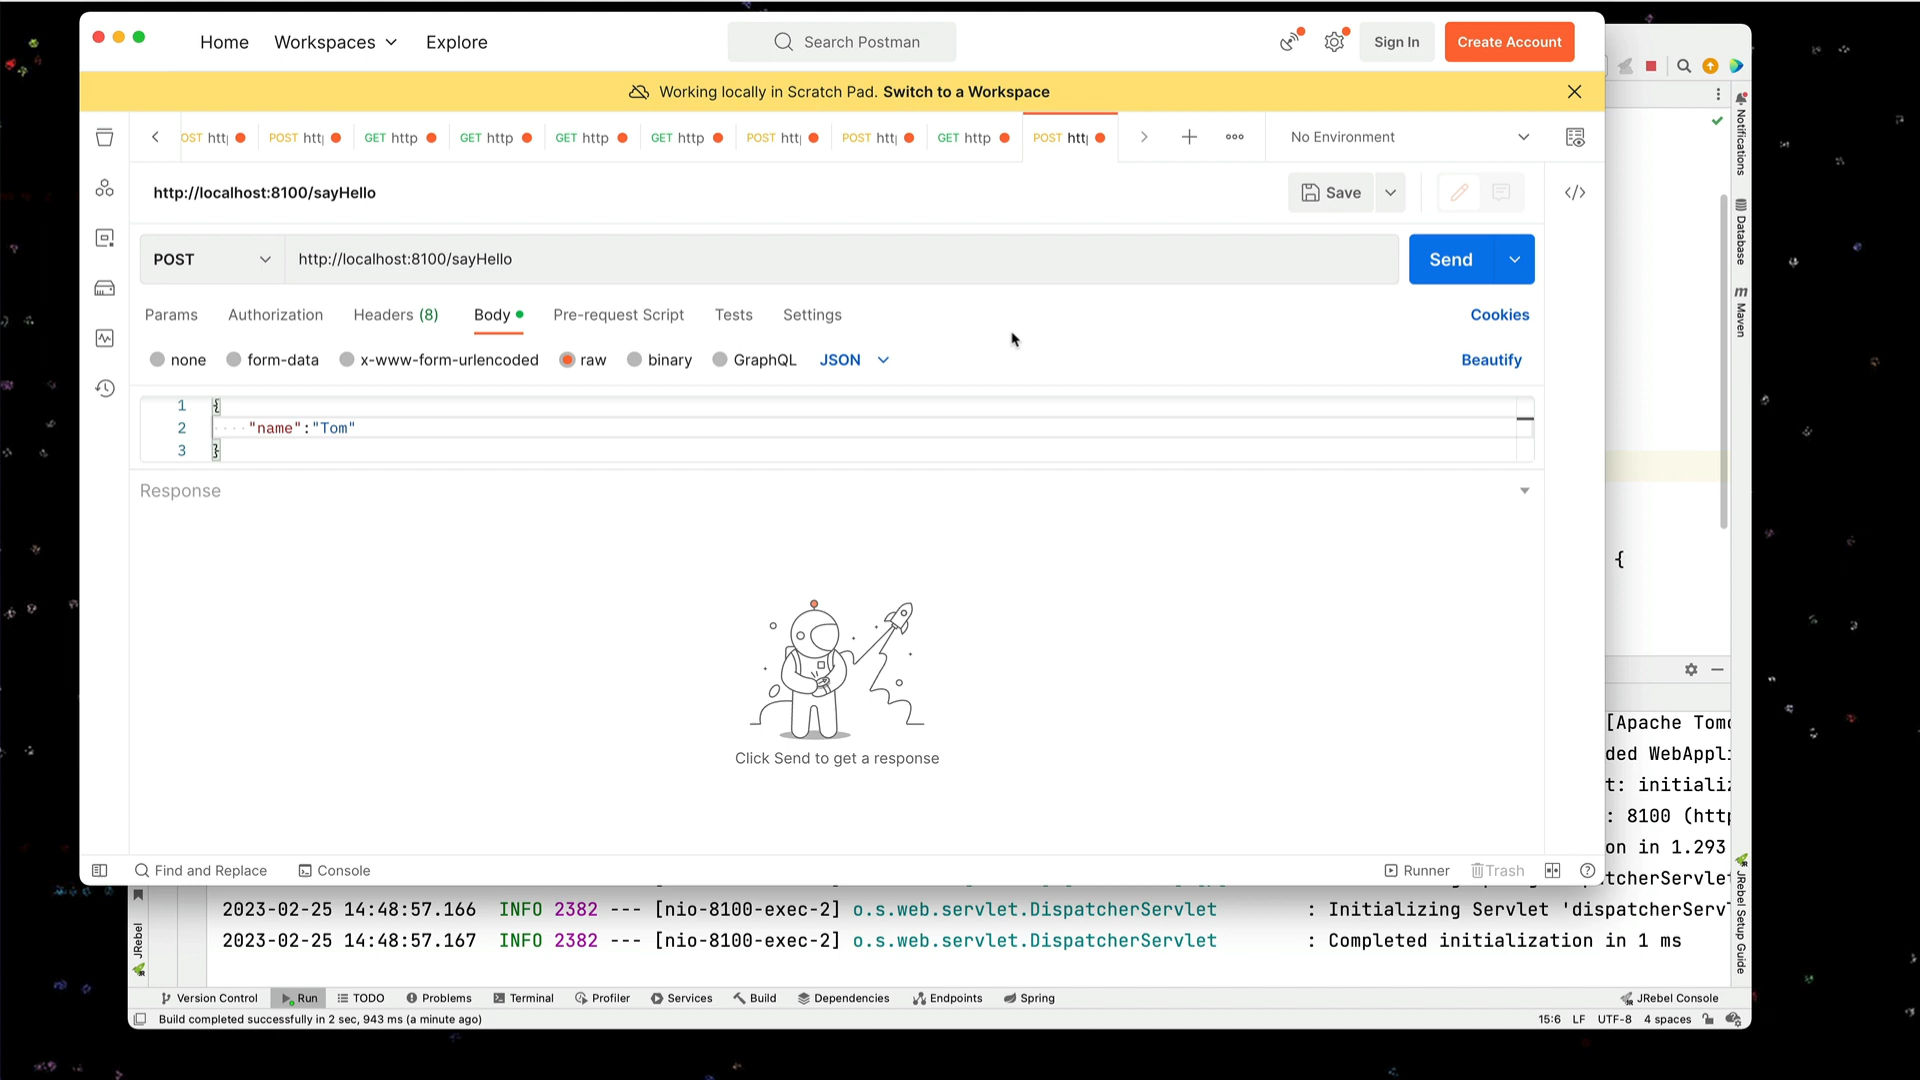 Home Workspaces Explore Search Postman Sign In Create Account
Working locally in Scratch Pad. Switch to a Workspace
OST htt POST htt GET http GET http GET http GET http POST htt POST htt GET http POST htt No Environment
http://localhost:8100/sayHello Save </>
POST http://localhost:8100/sayHello Send
Params Authorization Headers (8) Body Pre-request Script Tests Settings Cookies
none form-data x-www-form-urlencoded raw binary GraphQL JSON Beautify
1 {
2 "name":"Tom"
3 }
Response
Click Send to get a response
Find and Replace Console Runner Trash
Notifications
Database
m Maven
{
[Apache Tomc
ded WebAppli
t: initializ
: 8100 (http
on in 1.293
tcherServlet
2023-02-25 14:48:57.166 INFO 2382 --- [nio-8100-exec-2] o.s.web.servlet.DispatcherServlet : Initializing Servlet 'dispatcherServl
2023-02-25 14:48:57.167 INFO 2382 --- [nio-8100-exec-2] o.s.web.servlet.DispatcherServlet : Completed initialization in 1 ms
JRebel
JRebel Setup Guide
Version Control Run TODO Problems Terminal Profiler Services Build Dependencies Endpoints Spring JRebel Console
Build completed successfully in 2 sec, 943 ms (a minute ago) 15:6 LF UTF-8 4 spaces